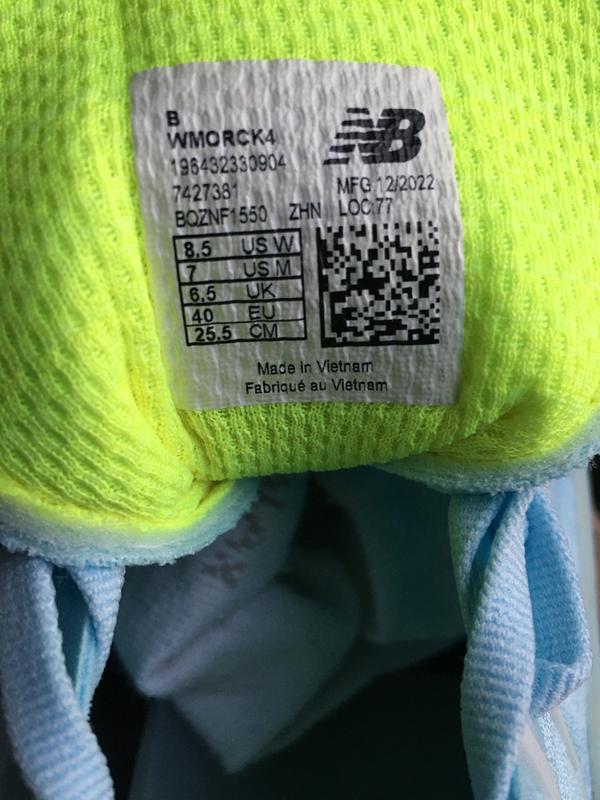 B
WMORCK4
NB
196432330904
7427381
MFG.12/2022
BOZNF1550 ZHN LOC:77
8.5 US W
7 US M
6.5 UK
40 EU
25.5 CM
Made in Vietnam
Fabriqué au Vietnam